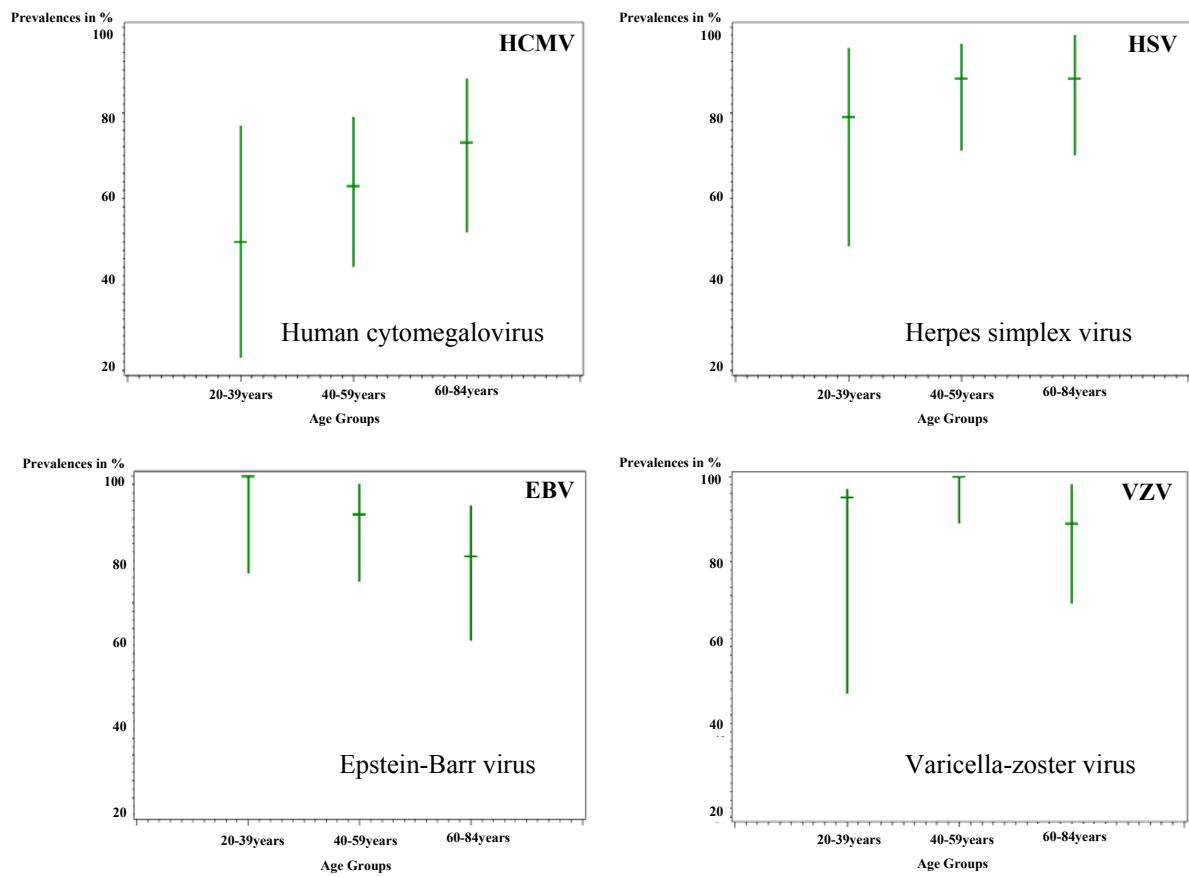 Prevalences in %
HCMV
100
80
60
40
20
Human cytomegalovirus
20-39years
40-59years
60-84years
Age Groups
Prevalences in %
HSV
100
80
60
40
20
Herpes simplex virus
20-39years
40-59years
60-84years
Age Groups
Prevalences in %
EBV
100
80
60
40
20
Epstein-Barr virus
20-39years
40-59years
60-84years
Age Groups
Prevalences in %
VZV
100
80
60
40
20
Varicella-zoster virus
20-39years
40-59years
60-84years
Age Groups